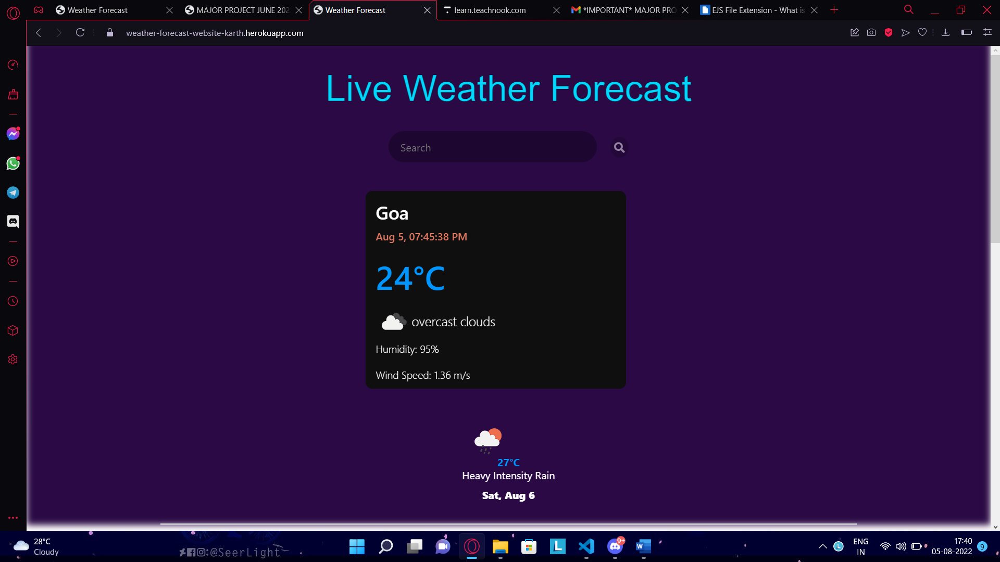 Weather Forecast
MAJOR PROJECT JUNE 202
Weather Forecast
learn.teachnook.com
*IMPORTANT* MAJOR PRO
EJS File Extension - What is
weather-forecast-website-karth.herokuapp.com
Live Weather Forecast
Search
Goa
Aug 5, 07:45:38 PM
24°C
overcast clouds
Humidity: 95%
Wind Speed: 1.36 m/s
27°C
Heavy Intensity Rain
Sat, Aug 6
28°C
Cloudy
:@SeerLight
L
9+
W
L
ENG
IN
17:40
05-08-2022
9